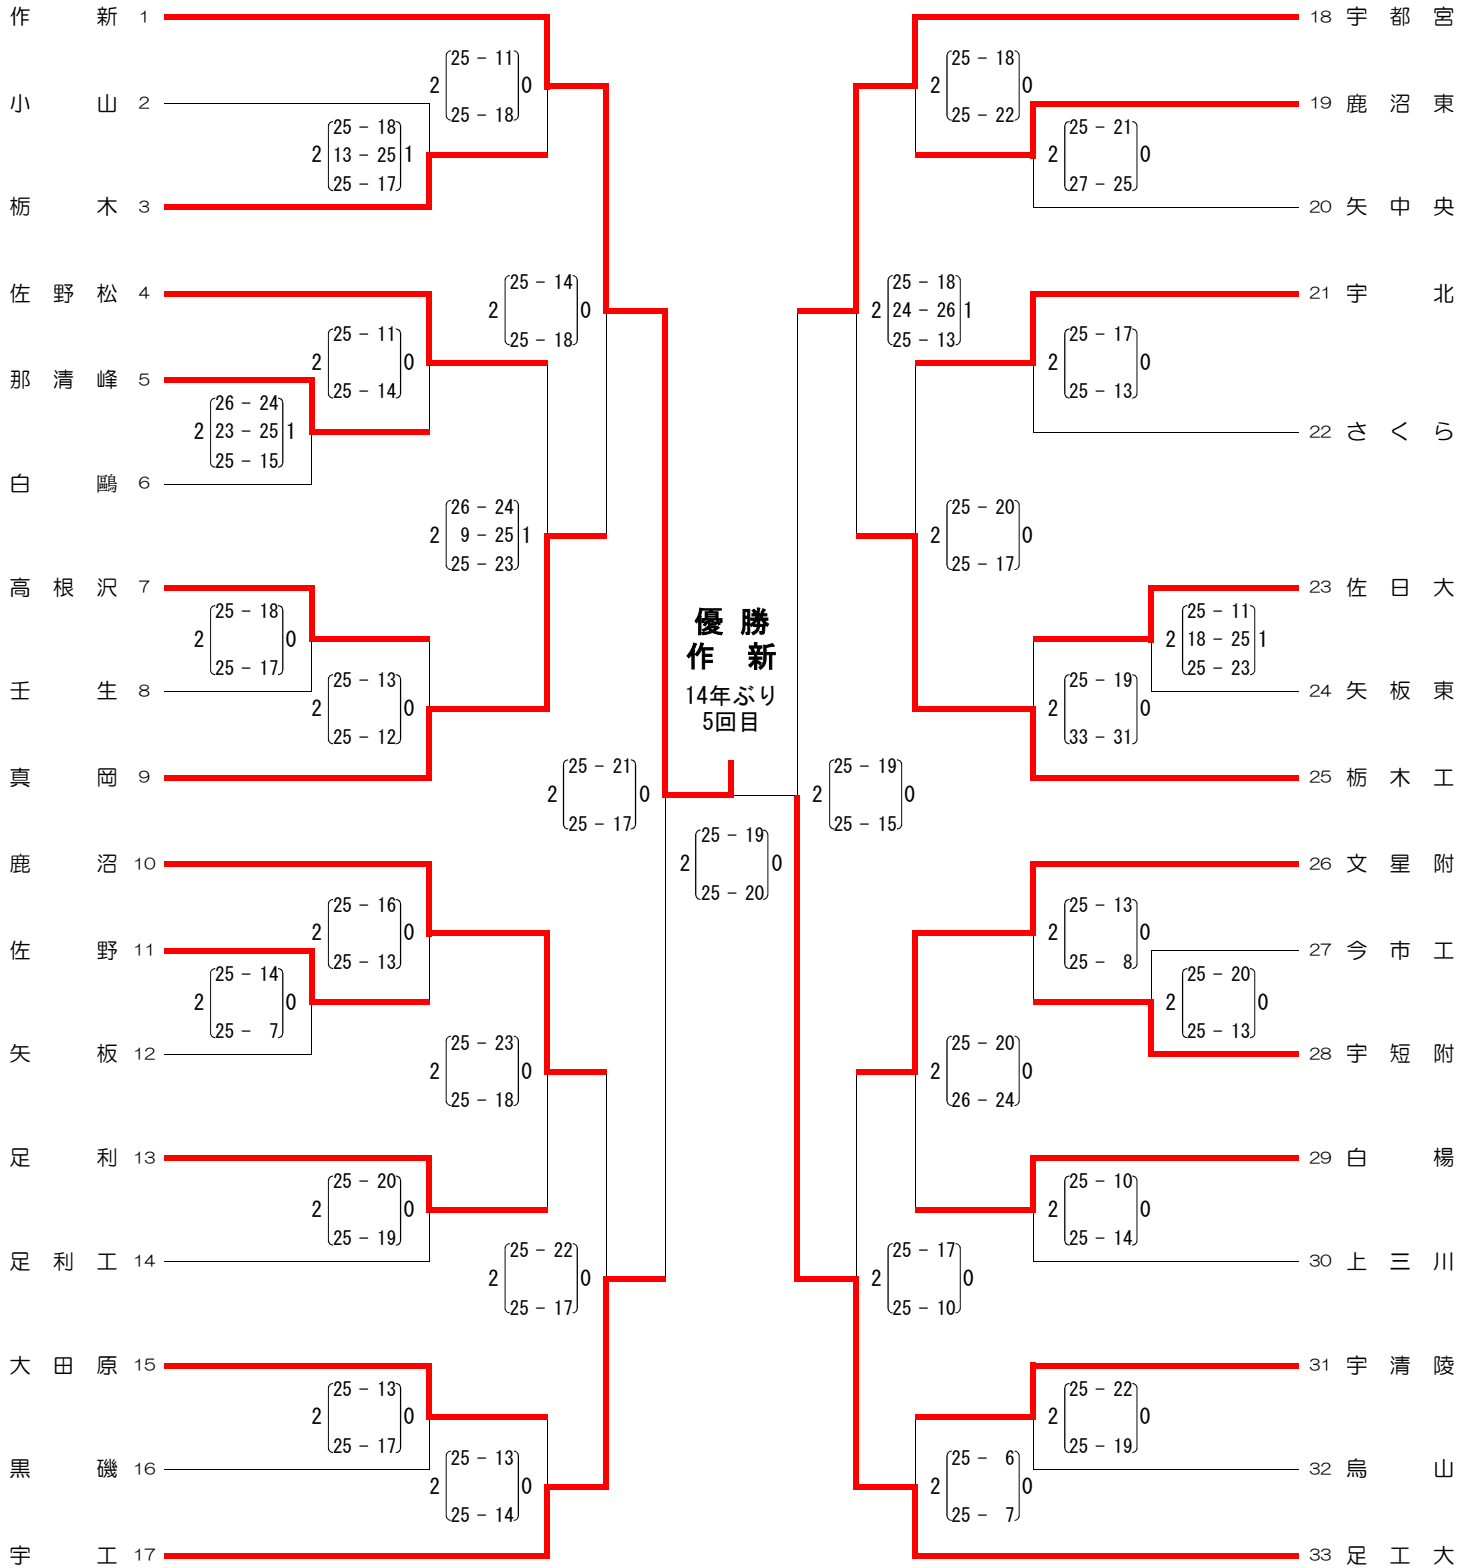 作新 1
25 - 11
2 0
25 - 18
小山 2
25 - 18
2 13 - 25 1
25 - 17
栃木 3
佐野松 4
25 - 14
2 0
25 - 18
25 - 11
2 0
25 - 14
那清峰 5
26 - 24
2 23 - 25 1
25 - 15
白鷗 6
26 - 24
2 9 - 25 1
25 - 23
高根沢 7
25 - 18
2 0
25 - 17
壬生 8
25 - 13
2 0
25 - 12
真岡 9
25 - 21
2 0
25 - 17
鹿沼 10
25 - 16
2 0
25 - 13
佐野 11
25 - 14
2 0
25 - 7
矢板 12
25 - 23
2 0
25 - 18
足利 13
25 - 20
2 0
25 - 19
足利工 14
25 - 22
2 0
25 - 17
大田原 15
25 - 13
2 0
25 - 17
黒磯 16
25 - 13
2 0
25 - 14
宇工 17
優勝
作新
14年ぶり
5回目
25 - 19
2 0
25 - 20
18 宇都宮
25 - 18
2 0
25 - 22
19 鹿沼東
25 - 21
2 0
27 - 25
20 矢中央
25 - 18
2 24 - 26 1
25 - 13
21 宇北
25 - 17
2 0
25 - 13
22 さくら
25 - 20
2 0
25 - 17
23 佐日大
25 - 11
2 18 - 25 1
25 - 23
24 矢板東
25 - 19
2 0
33 - 31
25 栃木工
25 - 19
2 0
25 - 15
26 文星附
25 - 13
2 0
25 - 8
27 今市工
25 - 20
2 0
25 - 13
28 宇短附
25 - 20
2 0
26 - 24
29 白楊
25 - 10
2 0
25 - 14
30 上三川
25 - 17
2 0
25 - 10
31 宇清陵
25 - 22
2 0
25 - 19
32 烏山
25 - 6
2 0
25 - 7
33 足工大